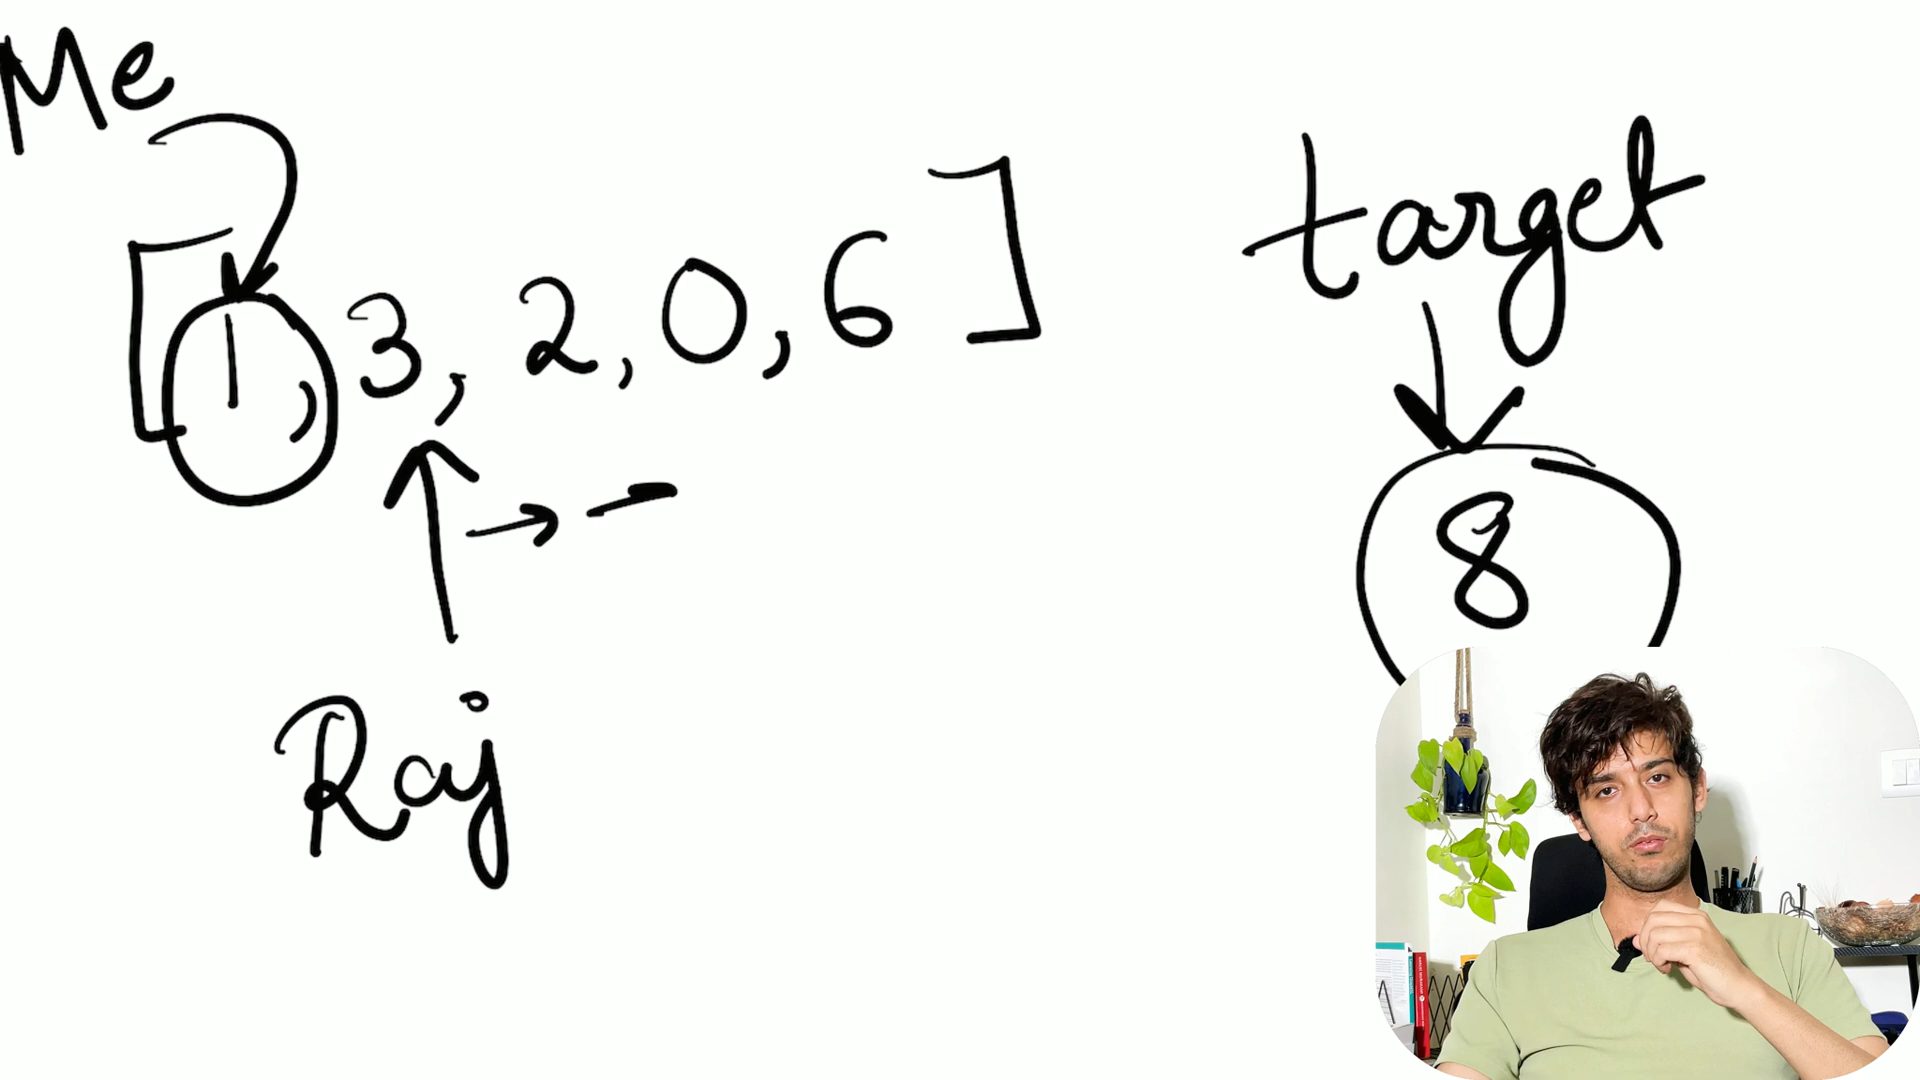 Me
[1, 3, 2, 0, 6]
target
8
Raj